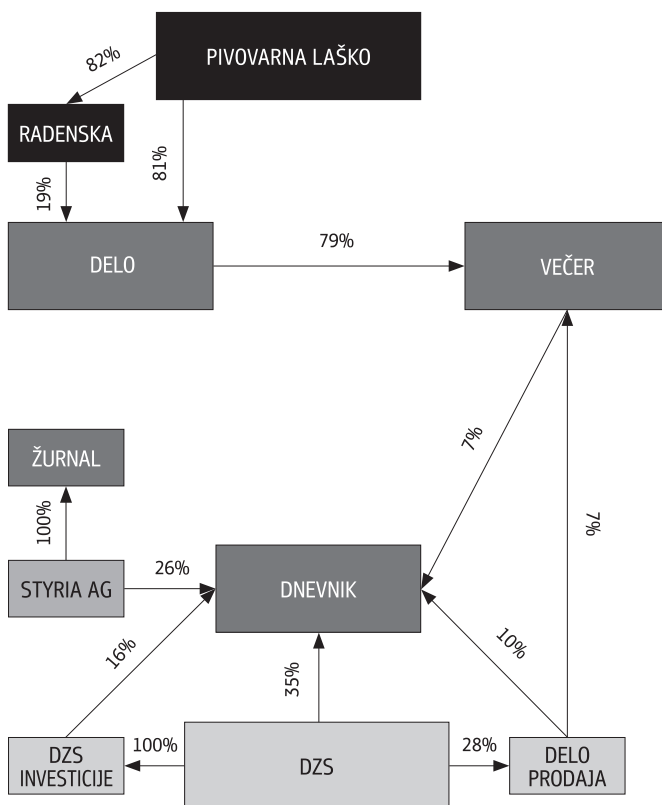 PIVOVARNA LAŠKO
82%
RADENSKA
19%
81%
DELO
79%
VEČER
7%
7%
ŽURNAL
100%
STYRIA AG
26%
DNEVNIK
16%
35%
10%
DZS
INVESTICIJE
100%
DZS
28%
DELO
PRODAJA